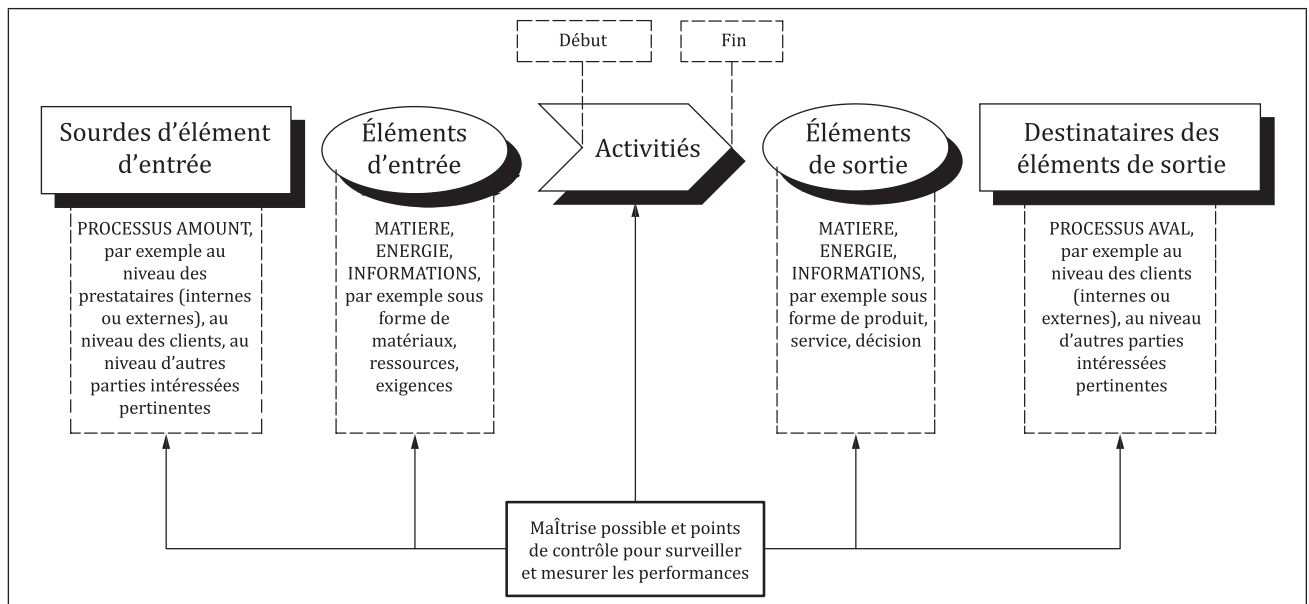 Début
Fin
Sourdes d'élément
d'entrée
Éléments
d'entrée
Activitiés
Éléments
de sortie
Destinataires des
éléments de sortie
PROCESSUS AMOUNT,
par exemple au
niveau des
prestataires (internes
ou externes), au
niveau des clients, au
niveau d'autres
parties intéressées
pertinentes
MATIERE,
ENERGIE,
INFORMATIONS,
par exemple sous
forme de
matériaux,
ressources,
exigences
MATIERE,
ENERGIE,
INFORMATIONS,
par exemple sous
forme de produit,
service, décision
PROCESSUS AVAL,
par exemple au
niveau des clients
(internes ou
externes), au niveau
d'autres parties
intéressées
pertinentes
MaÎtrise possible et points
de contrôle pour surveiller
et mesurer les performances